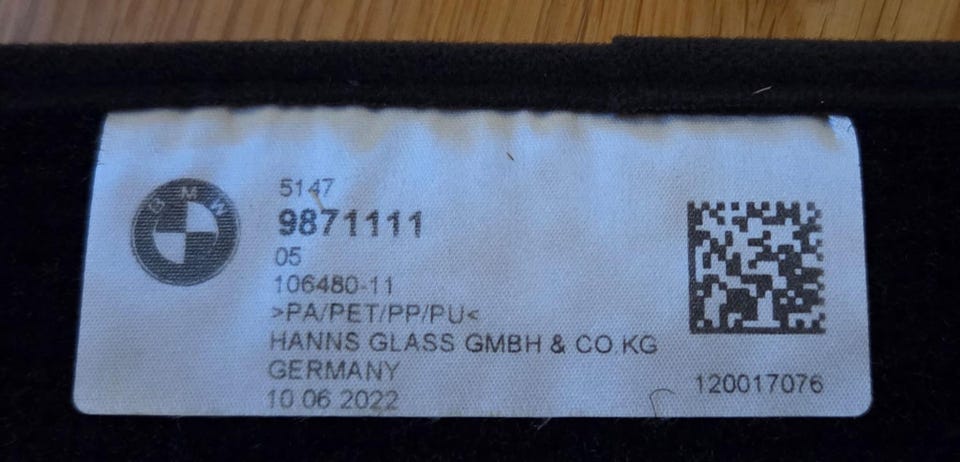 BMW
5147
9871111
05
106480-11
>PA/PET/PP/PU<
HANNS GLASS GMBH & CO.KG
GERMANY
10 06 2022
120017076